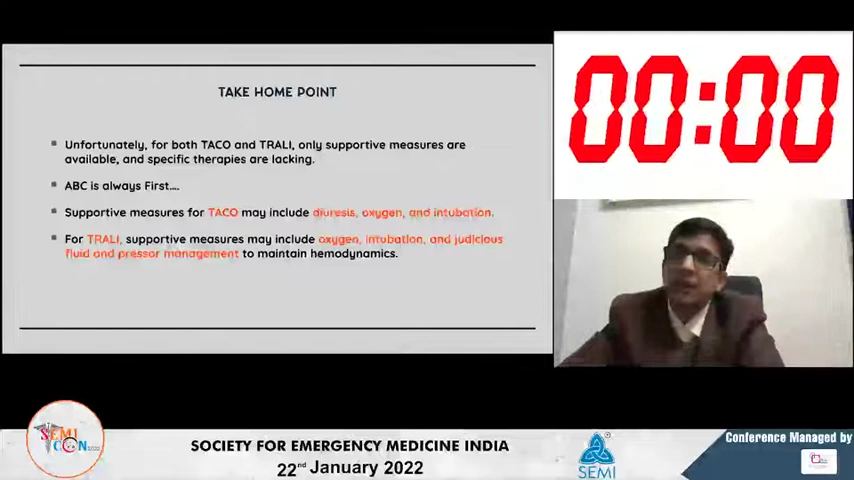 TAKE HOME POINT
00:00
Unfortunately, for both TACO and TRALI, only supportive measures are
available, and specific therapies are lacking.
ABC is always First....
Supportive measures for TACO may include diuresis, oxygen, and intubation.
For TRALI, supportive measures may include oxygen, intubation, and judicious
fluid and pressor management to maintain hemodynamics.
SEMI
CON
SOCIETY FOR EMERGENCY MEDICINE INDIA
22nd January 2022
SEMI
Conference Managed by